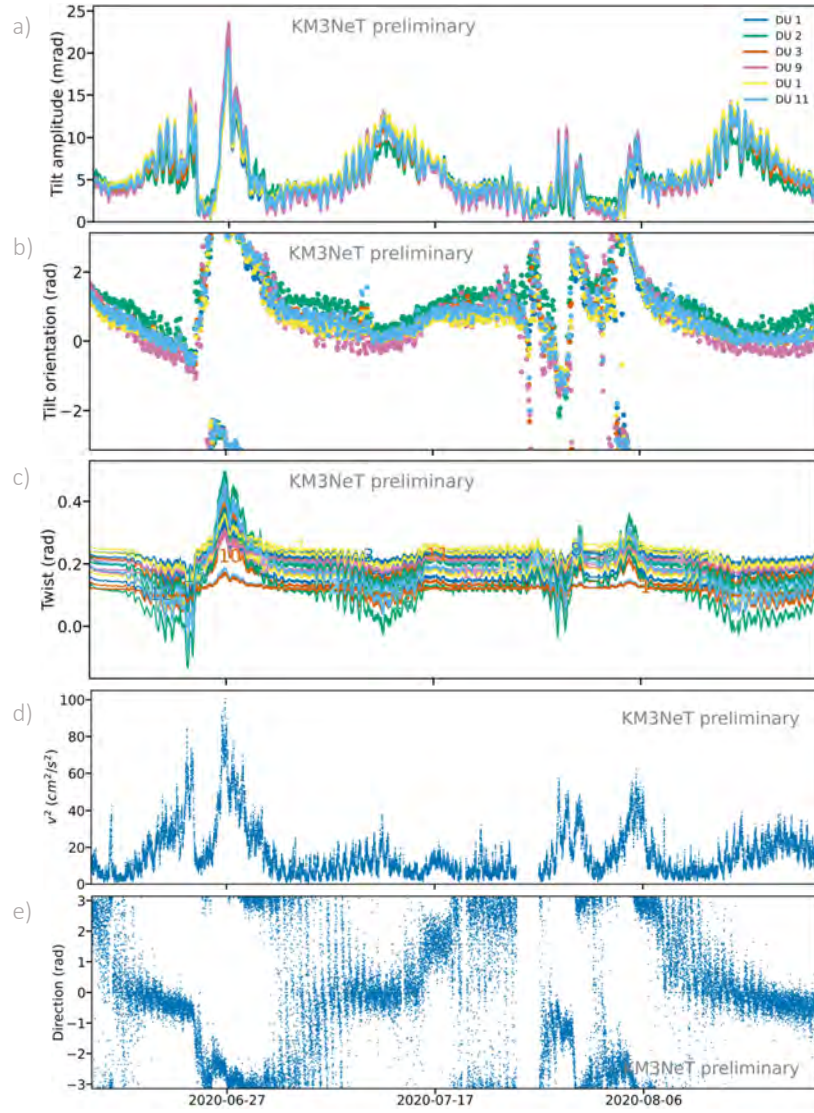 a)
25
20
15
10
5
0
Tilt amplitude (mrad)
KM3NeT preliminary
DU 1
DU 2
DU 3
DU 9
DU 1
DU 11
b)
2
0
−2
Tilt orientation (rad)
KM3NeT preliminary
c)
0.4
0.2
0.0
Twist (rad)
KM3NeT preliminary
d)
100
80
60
40
20
0
v² (cm²/s²)
KM3NeT preliminary
e)
3
2
1
0
−1
−2
−3
Direction (rad)
KM3NeT preliminary
2020-06-27
2020-07-17
2020-08-06